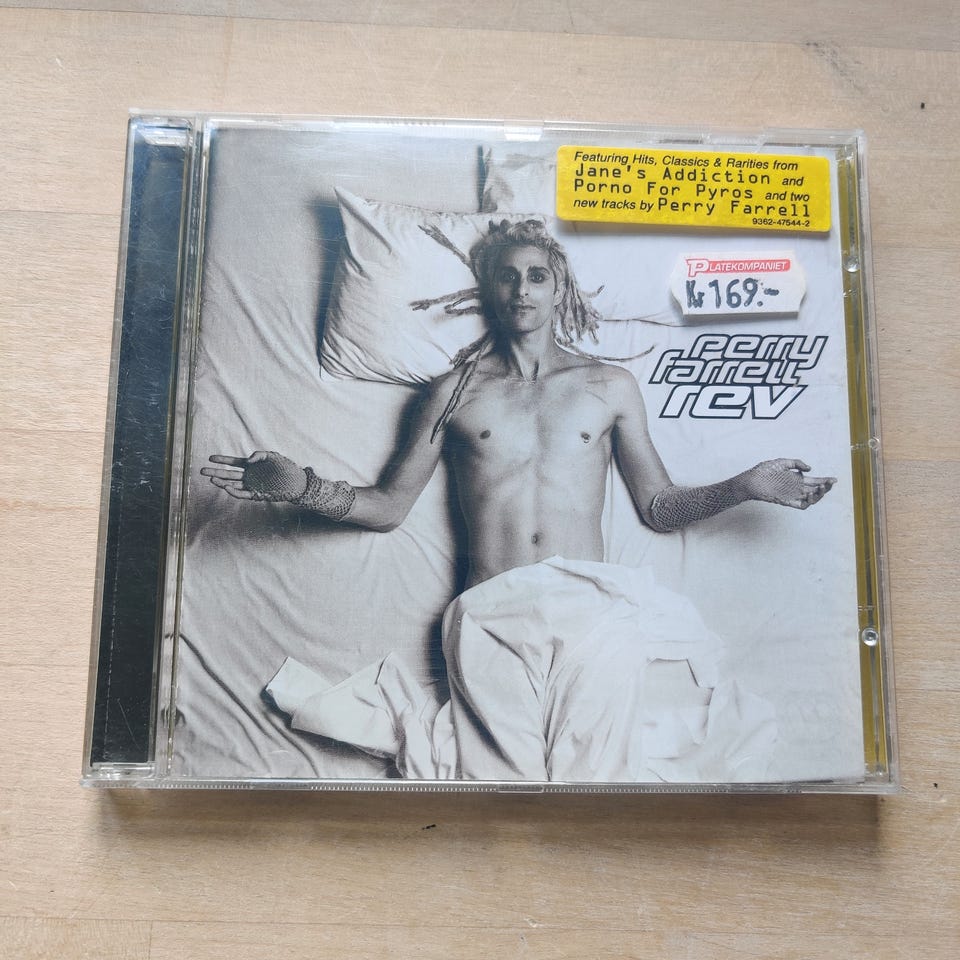 Featuring Hits, Classics & Rarities from
Jane's Addiction and
Porno For Pyros and two
new tracks by Perry Farrell
9362-47544-2
PLATEKOMPANIET
Kr 169.-
perry
farrell
rev